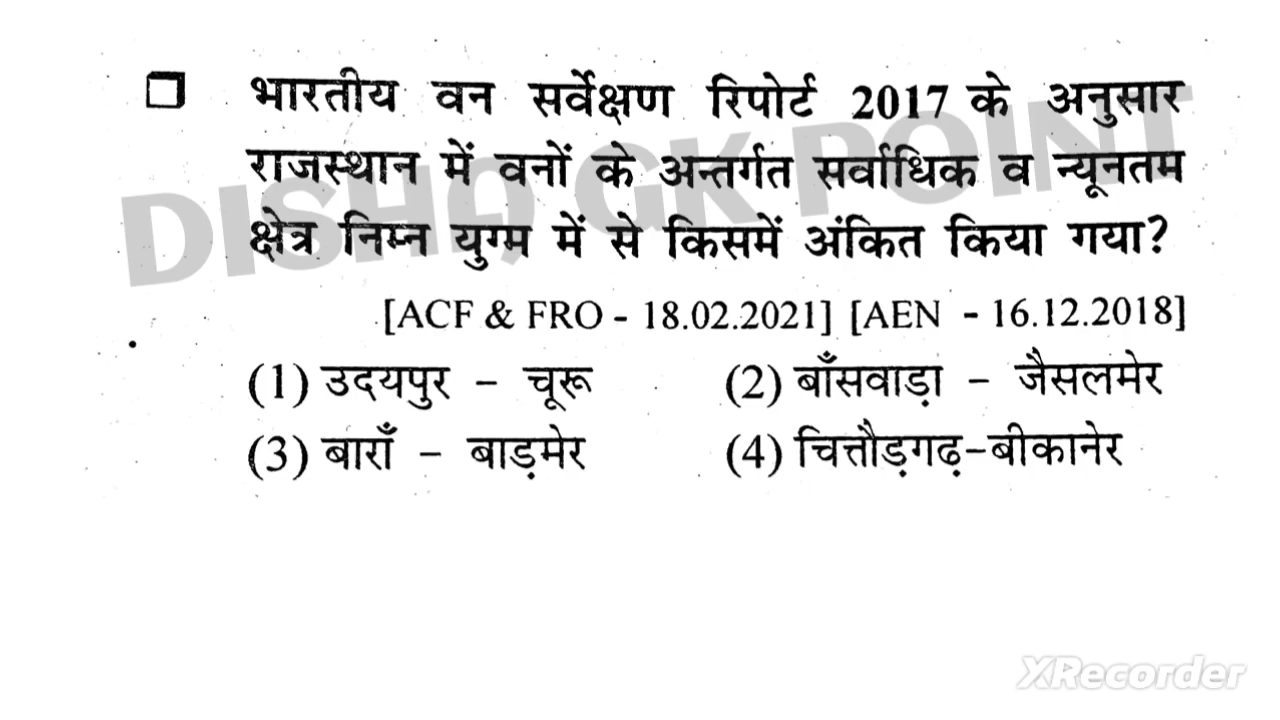 भारतीय वन सर्वेक्षण रिपोर्ट 2017 के अनुसार
राजस्थान में वनों के अन्तर्गत सर्वाधिक व न्यूनतम
क्षेत्र निम्न युग्म में से किसमें अंकित किया गया?
DISHA GK POINT
[ACF & FRO - 18.02.2021] [AEN - 16.12.2018]
(1) उदयपुर - चूरू (2) बाँसवाड़ा - जैसलमेर
(3) बाराँ - बाड़मेर (4) चित्तौड़गढ़-बीकानेर
XRecorder